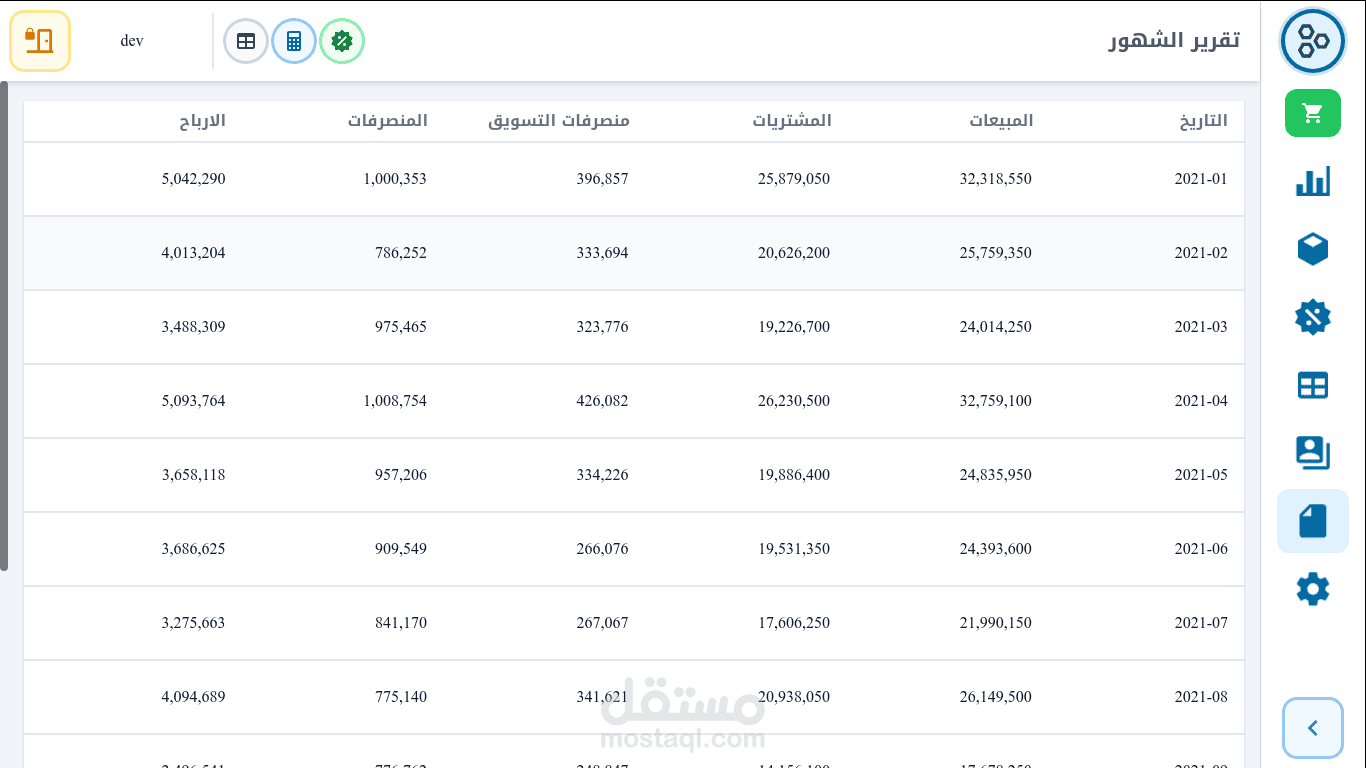 تقرير الشهور
dev
التاريخ المبيعات المشتريات منصرفات التسويق المنصرفات الارباح
2021-01 32,318,550 25,879,050 396,857 1,000,353 5,042,290
2021-02 25,759,350 20,626,200 333,694 786,252 4,013,204
2021-03 24,014,250 19,226,700 323,776 975,465 3,488,309
2021-04 32,759,100 26,230,500 426,082 1,008,754 5,093,764
2021-05 24,835,950 19,886,400 334,226 957,206 3,658,118
2021-06 24,393,600 19,531,350 266,076 909,549 3,686,625
2021-07 21,990,150 17,606,250 267,067 841,170 3,275,663
2021-08 26,149,500 20,938,050 341,621 775,140 4,094,689
مستقل
mostaql.com